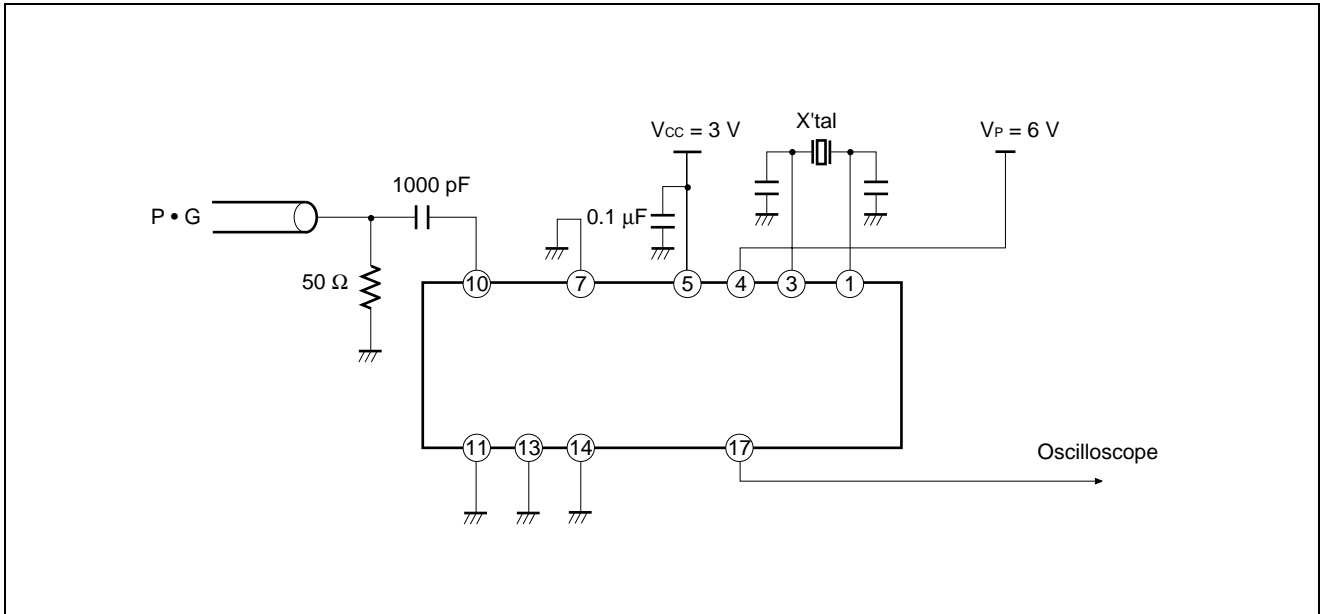 X'tal
VCC = 3 V
VP = 6 V
1000 pF
P • G
0.1 μF
50 Ω
10 7 5 4 3 1
11 13 14 17
Oscilloscope